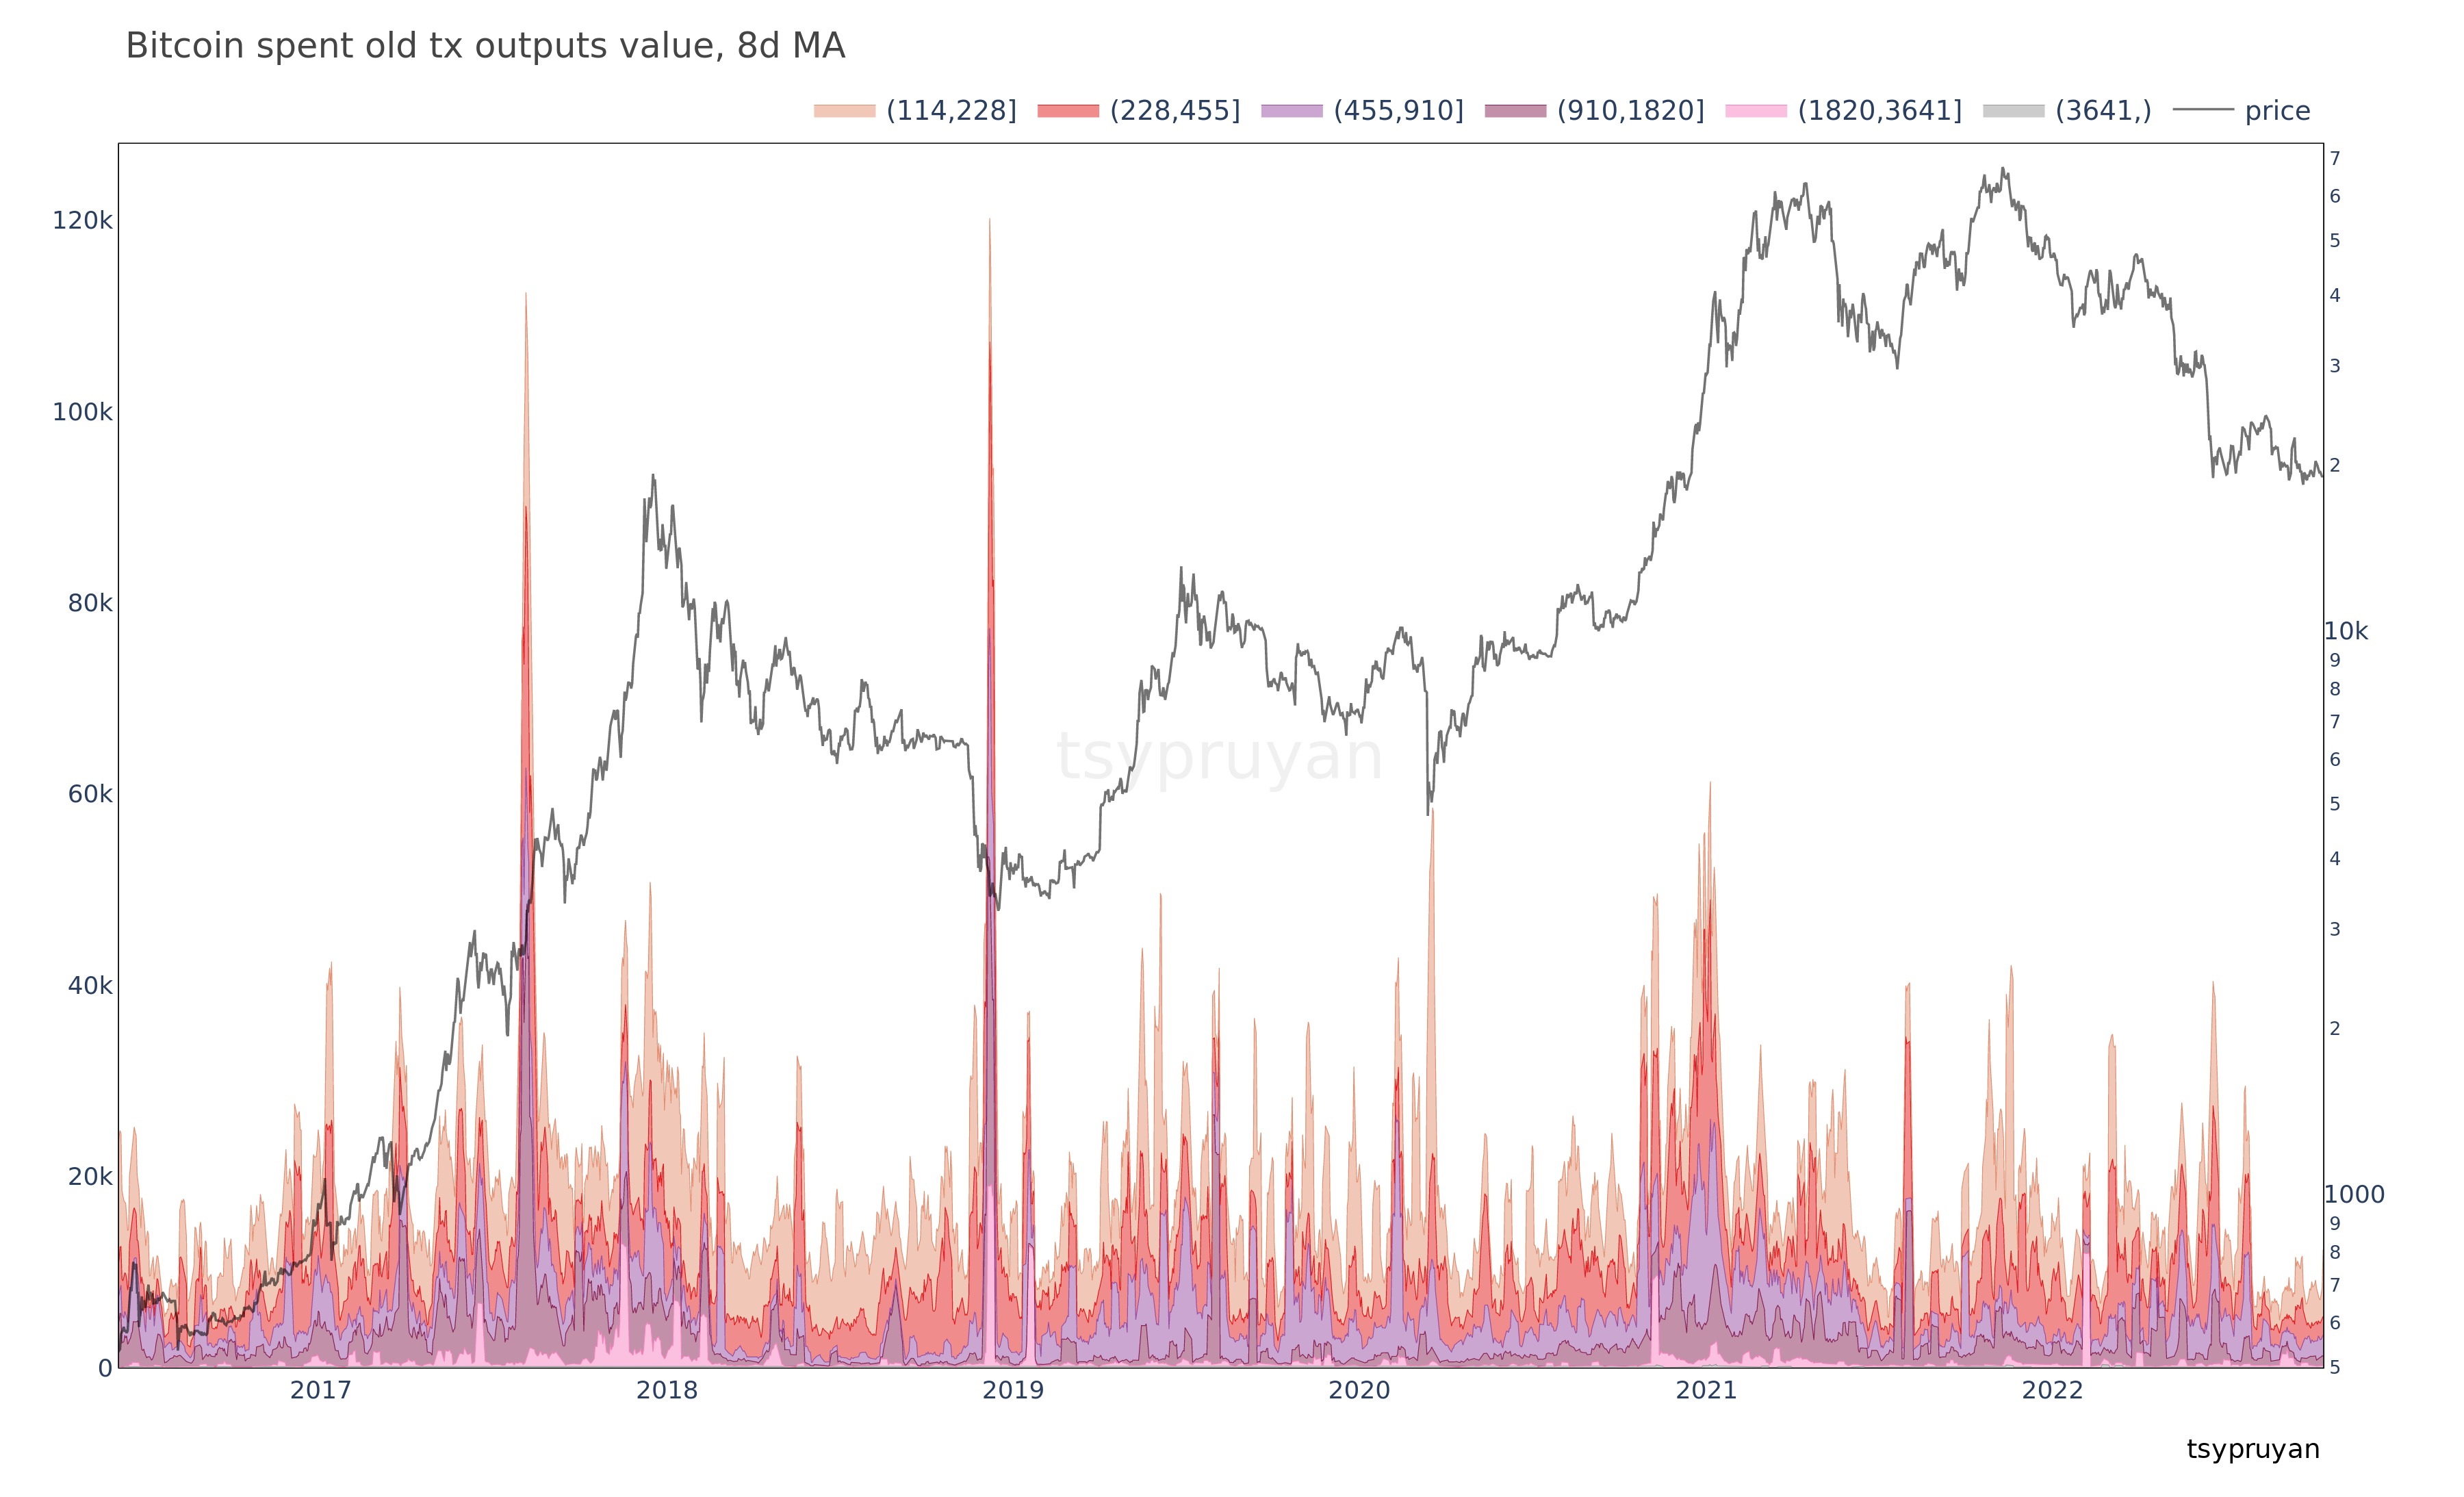 Bitcoin spent old tx outputs value, 8d MA
(114,228] (228,455] (455,910] (910,1820] (1820,3641] (3641,) price
120k
100k
80k
60k
40k
20k
0
7
6
5
4
3
2
10k
9
8
7
6
5
4
3
2
1000
9
8
7
6
5
tsypruyan
2017 2018 2019 2020 2021 2022
tsypruyan